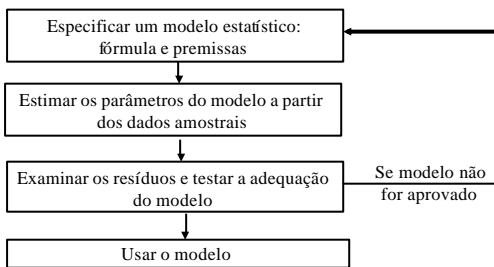 Especificar um modelo estatístico:
fórmula e premissas
Estimar os parâmetros do modelo a partir
dos dados amostrais
Examinar os resíduos e testar a adequação
do modelo
Se modelo não
for aprovado
Usar o modelo